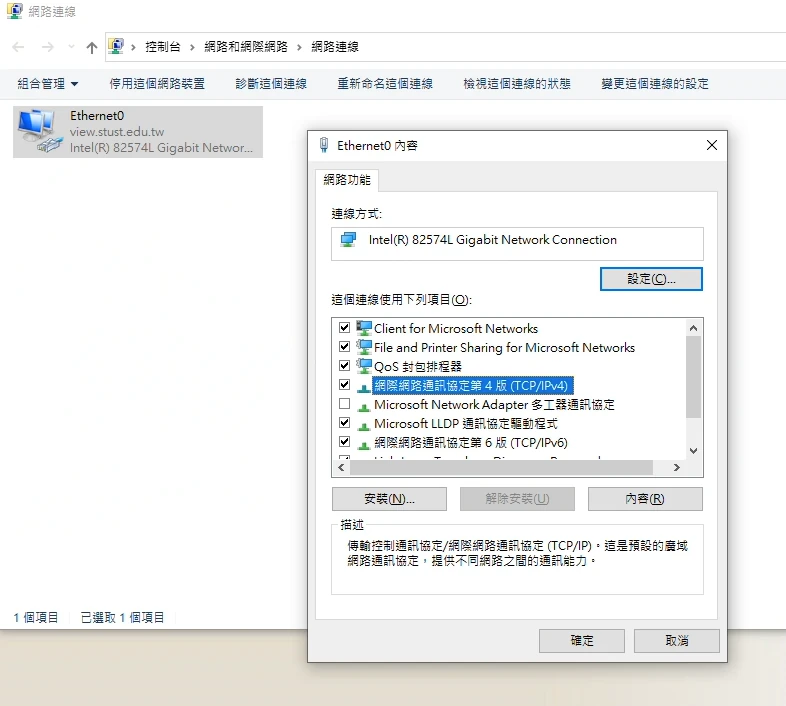 網路連線
控制台 > 網路和網際網路 > 網路連線
組合管理 停用這個網路裝置 診斷這個連線 重新命名這個連線 檢視這個連線的狀態 變更這個連線的設定
Ethernet0
view.stust.edu.tw
Intel(R) 82574L Gigabit Networ...
Ethernet0 內容
網路功能
連線方式:
Intel(R) 82574L Gigabit Network Connection
設定(C)...
這個連線使用下列項目(O):
Client for Microsoft Networks
File and Printer Sharing for Microsoft Networks
QoS 封包排程器
網際網路通訊協定第 4 版 (TCP/IPv4)
Microsoft Network Adapter 多工器通訊協定
Microsoft LLDP 通訊協定驅動程式
網際網路通訊協定第 6 版 (TCP/IPv6)
安裝(N)... 解除安裝(U) 內容(R)
描述
傳輸控制通訊協定/網際網路通訊協定 (TCP/IP)。這是預設的廣域
網路通訊協定，提供不同網路之間的通訊能力。
確定 取消
1 個項目 已選取 1 個項目